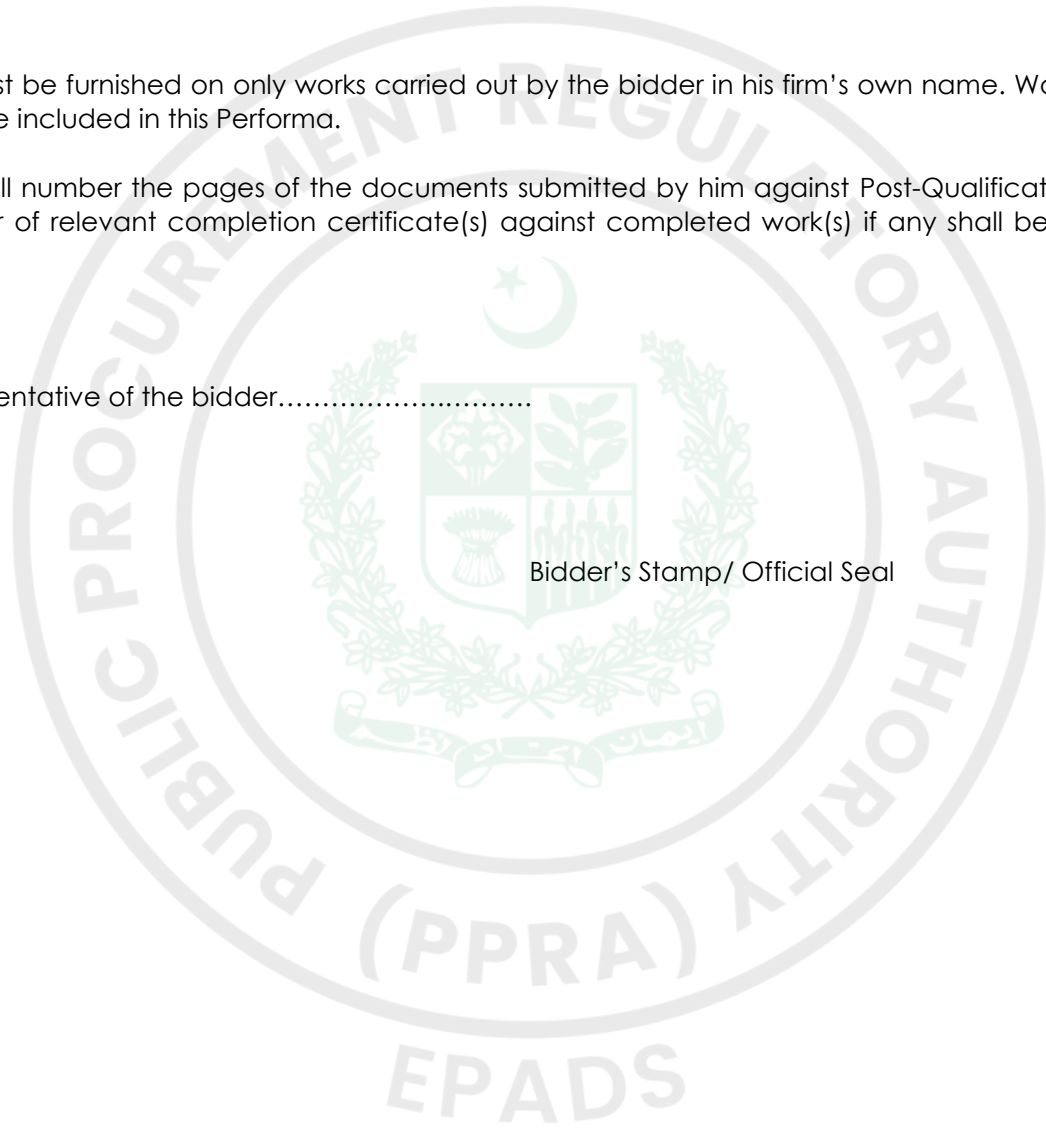 st be furnished on only works carried out by the bidder in his firm's own name. Wo
e included in this Performa.
ll number the pages of the documents submitted by him against Post-Qualificat
r of relevant completion certificate(s) against completed work(s) if any shall be
entative of the bidder…………………………
Bidder's Stamp/ Official Seal
PUBLIC PROCUREMENT REGULATORY AUTHORITY
(PPRA)
EPADS